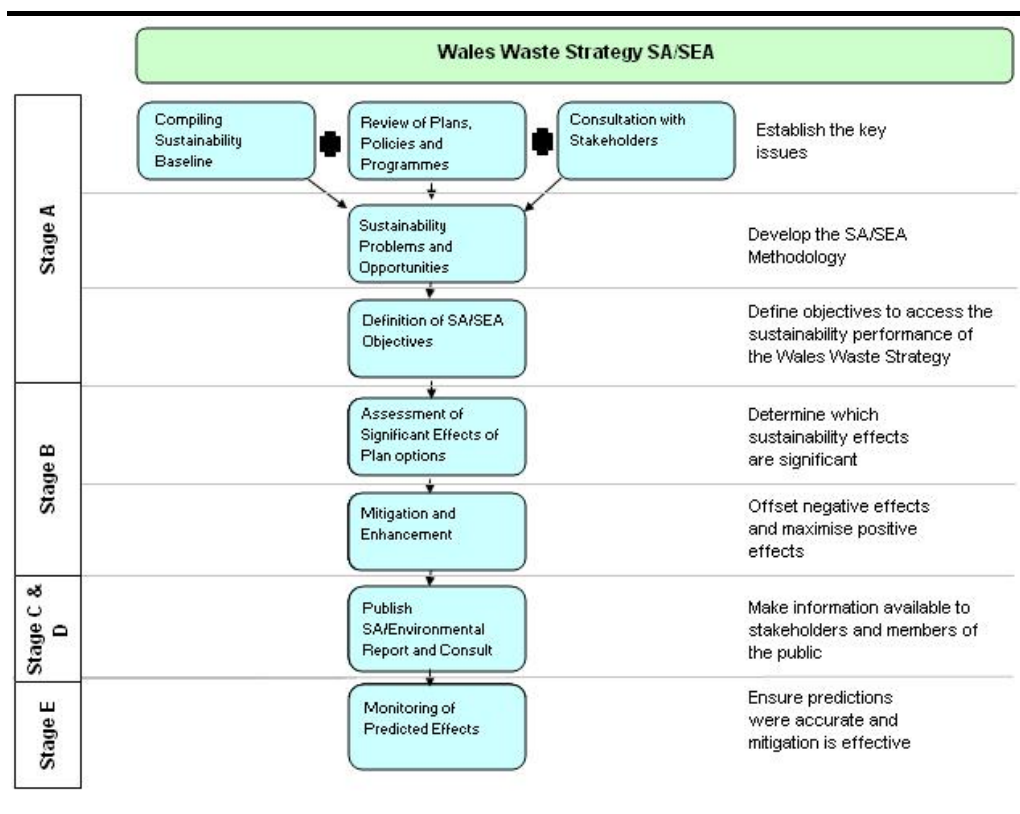 Wales Waste Strategy SA/SEA
Stage A
Compiling
Sustainability
Baseline
Review of Plans,
Policies and
Programmes
Consultation with
Stakeholders
Establish the key
issues
Sustainability
Problems and
Opportunities
Develop the SA/SEA
Methodology
Definition of SA/SEA
Objectives
Define objectives to access the
sustainability performance of
the Wales Waste Strategy
Stage B
Assessment of
Significant Effects of
Plan options
Determine which
sustainability effects
are significant
Mitigation and
Enhancement
Offset negative effects
and maximise positive
effects
Stage C &
D
Publish
SA/Environmental
Report and Consult
Make information available to
stakeholders and members of
the public
Stage E
Monitoring of
Predicted Effects
Ensure predictions
were accurate and
mitigation is effective